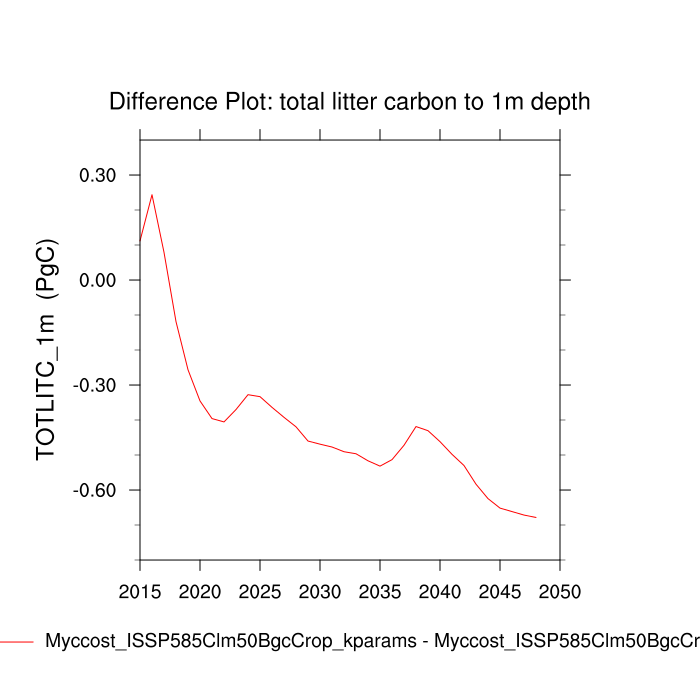 Difference Plot: total litter carbon to 1m depth
TOTLITC_1m (PgC)
0.30
0.00
-0.30
-0.60
2015 2020 2025 2030 2035 2040 2045 2050
Myccost_ISSP585Clm50BgcCrop_kparams - Myccost_ISSP585Clm50BgcCr